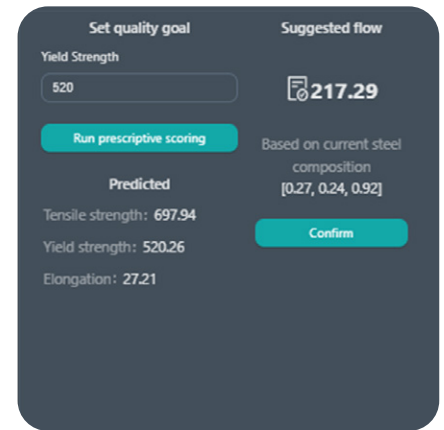 Set quality goal
Yield Strength
520
Run prescriptive scoring
Predicted
Tensile strength: 697.94
Yield strength: 520.26
Elongation: 27.21
Suggested flow
217.29
Based on current steel
composition
[0.27, 0.24, 0.92]
Confirm